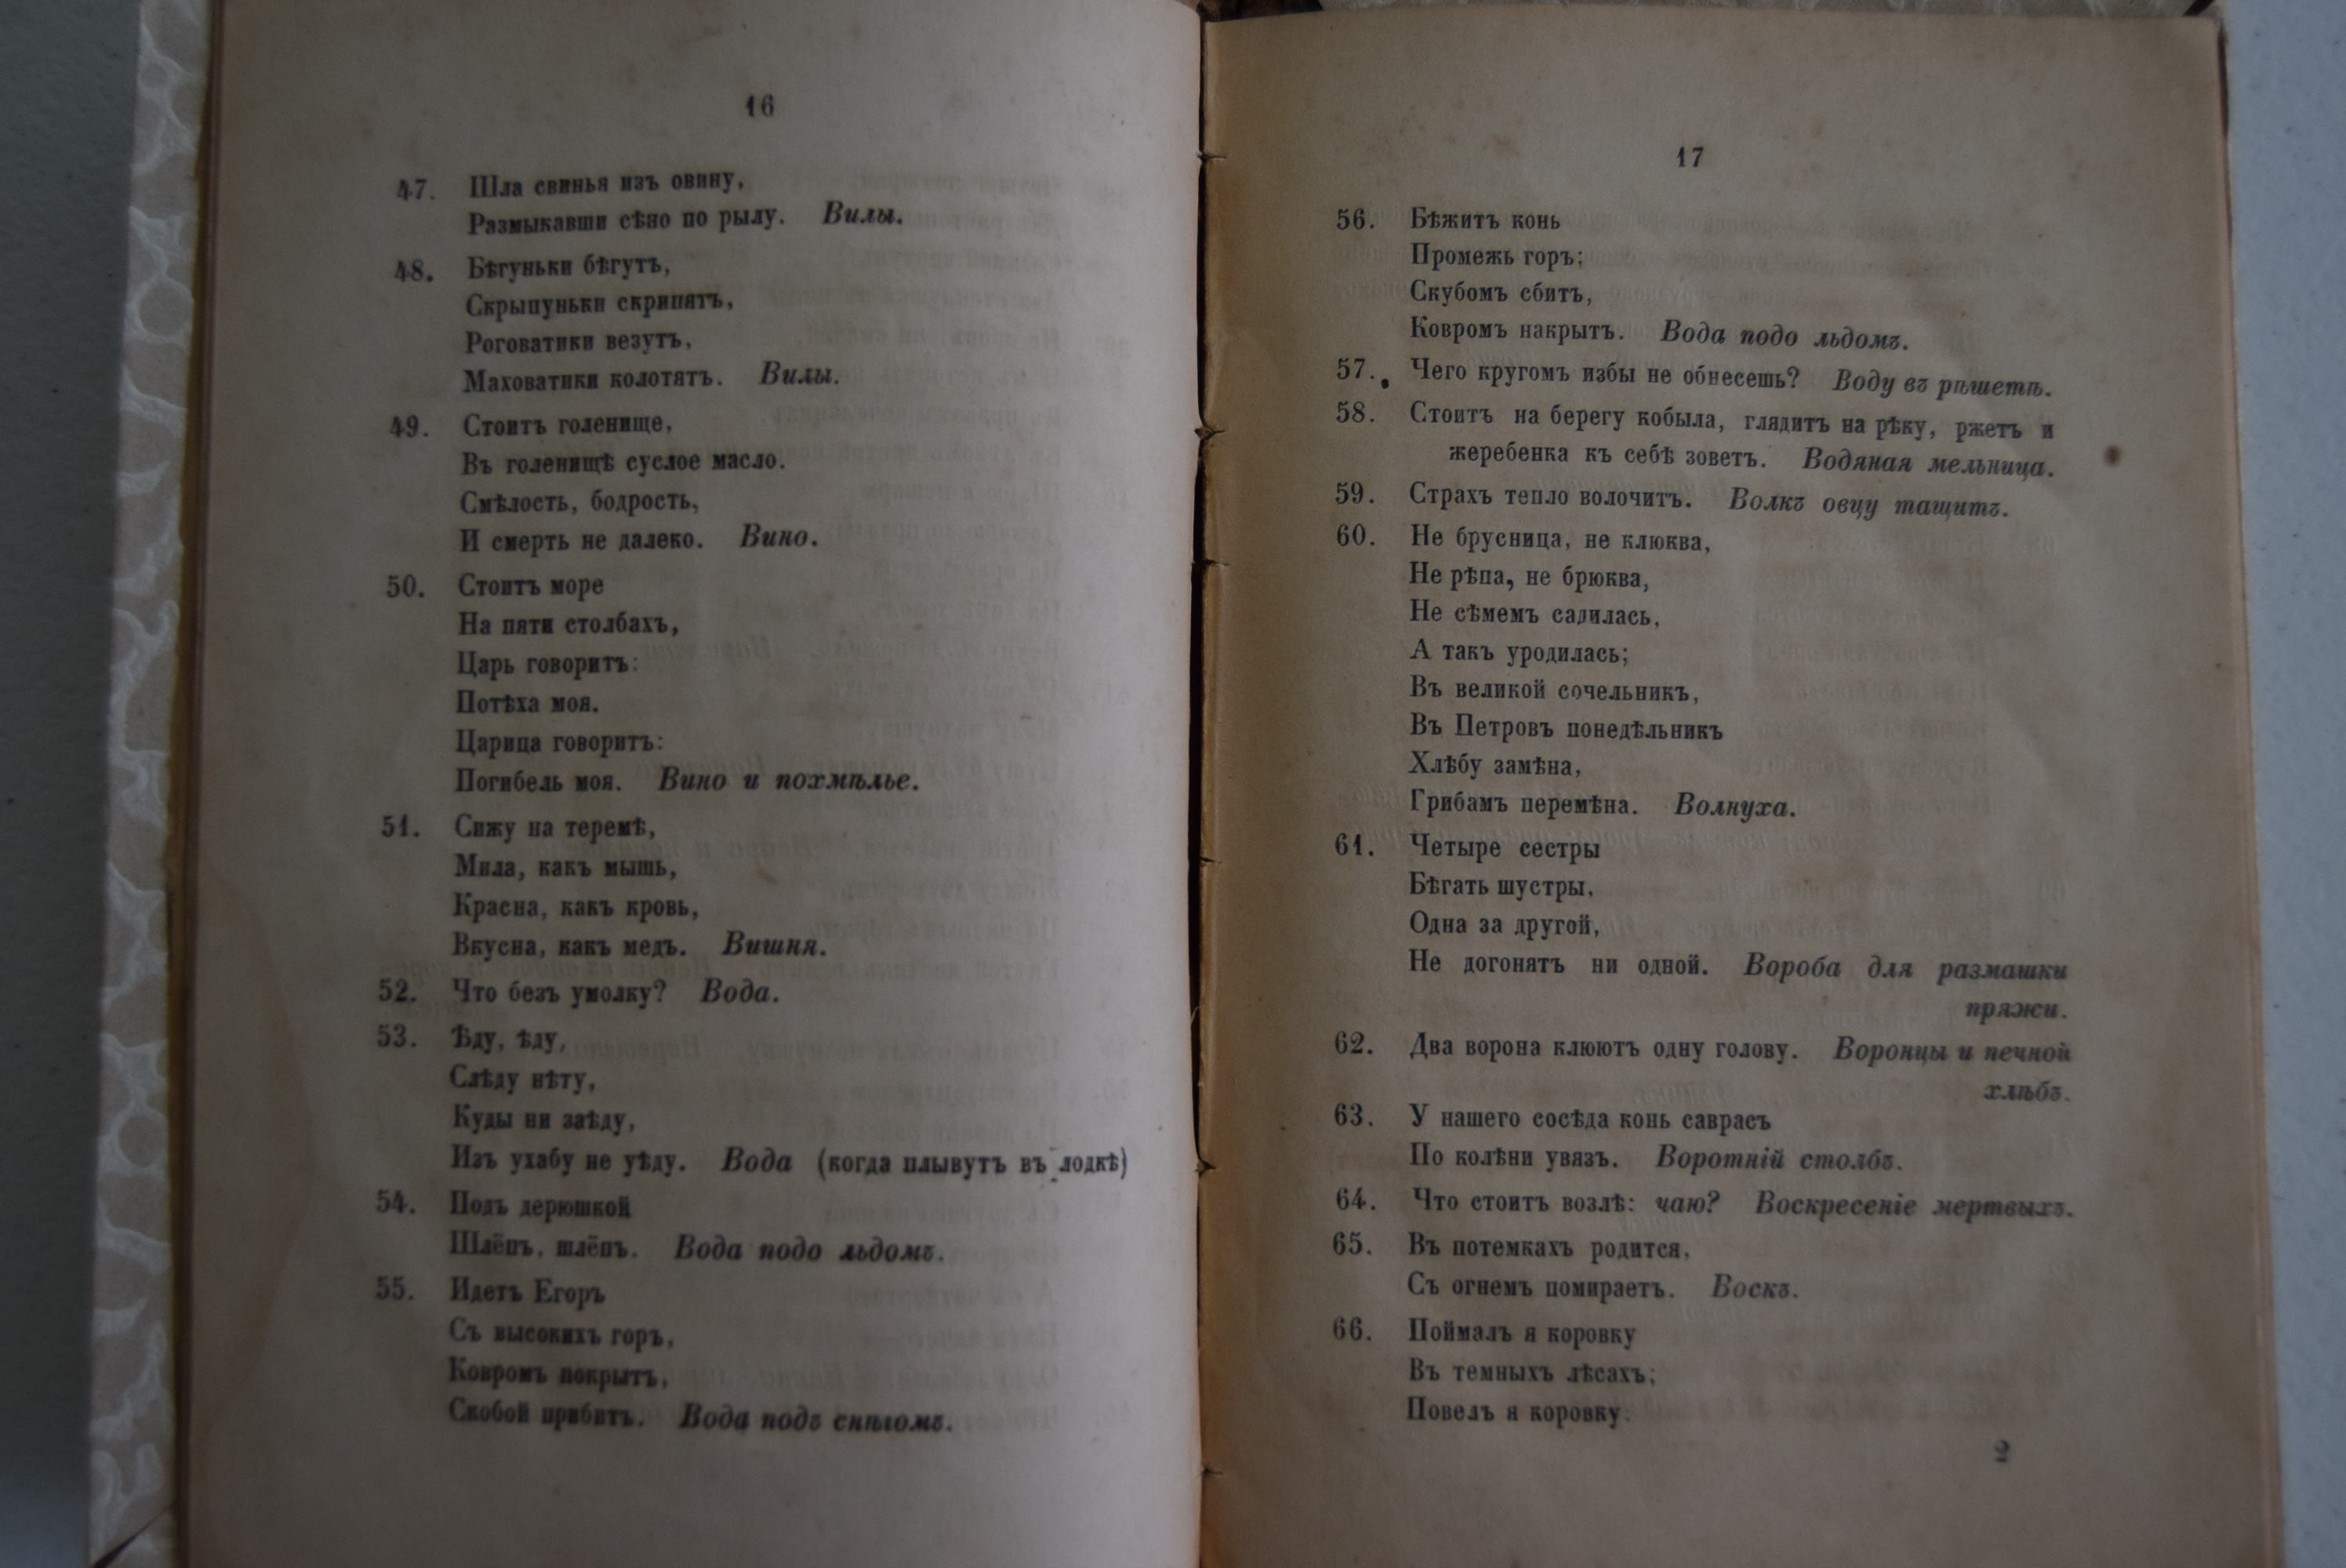 16
47. Шла свинья изъ овину,
Размыкавши сѣно по рылу. Вилы.
48. Бѣгуньки бѣгутъ,
Скрыпуньки скрипятъ,
Роговатики везутъ,
Маховатики колотятъ. Вилы.
49. Стоитъ голенище,
Въ голенищѣ суслое масло.
Смѣлость, бодрость,
И смерть не далеко. Вино.
50. Стоитъ море
На пяти столбахъ,
Царь говоритъ:
Потѣха моя.
Царица говоритъ:
Погибель моя. Вино и похмѣлье.
51. Сижу на теремѣ,
Мила, какъ мышь,
Красна, какъ кровь,
Вкусна, какъ медъ. Вишня.
52. Что безъ умолку? Вода.
53. Ѣду, ѣду,
Слѣду нѣту,
Куды ни заѣду,
Изъ ухабу не уѣду. Вода (когда плывутъ въ лодкѣ)
54. Подъ дерюшкой
Шлёпъ, шлёпъ. Вода подо льдомъ.
55. Идетъ Егоръ
Съ высокихъ горъ,
Ковромъ покрытъ,
Скобой прибитъ. Вода подъ снѣгомъ.
17
56. Бѣжитъ конь
Промежь горъ;
Скубомъ сбитъ,
Ковромъ накрытъ. Вода подо льдомъ.
57. Чего кругомъ избы не обнесешь? Воду въ рѣшетѣ.
58. Стоитъ на берегу кобыла, глядитъ на рѣку, ржетъ и
жеребенка къ себѣ зоветъ. Водяная мельница.
59. Страхъ тепло волочитъ. Волкъ овцу тащитъ.
60. Не брусница, не клюква,
Не рѣпа, не брюква,
Не сѣмемъ садилась,
А такъ уродилась;
Въ великой сочельникъ,
Въ Петровъ понедѣльникъ
Хлѣбу замѣна,
Грибамъ перемѣна. Волнуха.
61. Четыре сестры
Бѣгать шустры,
Одна за другой,
Не догонятъ ни одной. Вороба для размашки
пряжи.
62. Два ворона клюютъ одну голову. Воронцы и печной
хлѣбъ.
63. У нашего сосѣда конь саврасъ
По колѣни увязъ. Воротній столбъ.
64. Что стоитъ возлѣ: чаю? Воскресеніе мертвыхъ.
65. Въ потемкахъ родится,
Съ огнемъ помираетъ. Воскъ.
66. Поймалъ я коровку
Въ темныхъ лѣсахъ;
Повелъ я коровку
2